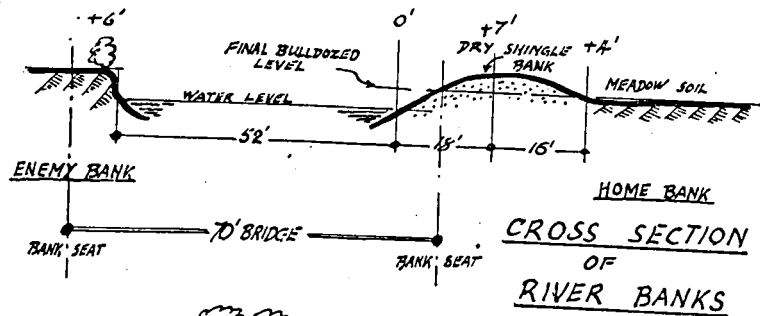 +6'
0'
+7'
+4'
FINAL BULLDOZED
LEVEL
DRY SHINGLE
BANK
WATER LEVEL
MEADOW SOIL
52'
18'
16'
ENEMY BANK
HOME BANK
70' BRIDGE
BANK SEAT
BANK SEAT
CROSS SECTION
OF
RIVER BANKS